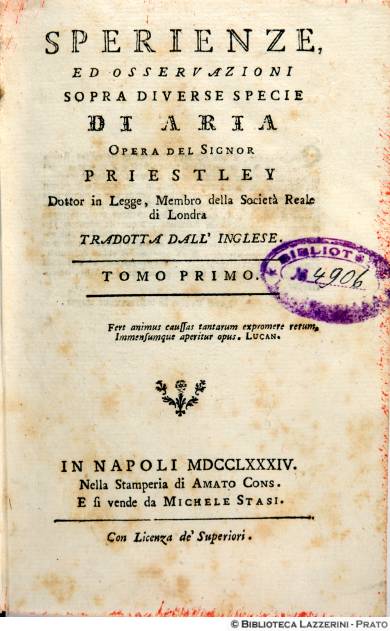 SPERIENZE,
ED OSSERVAZIONI
SOPRA DIVERSE SPECIE
DI ARIA
OPERA DEL SIGNOR
PRIESTLEY
Dottor in Legge, Membro della Società Reale
di Londra
TRADOTTA DALL' INGLESE.
TOMO PRIMO.
BIBLIOT
№ 4906
Fert animus caussas tantarum expromere rerum,
Immensumque aperitur opus. LUCAN.
IN NAPOLI MDCCLXXXIV.
Nella Stamperia di AMATO CONS.
E si vende da MICHELE STASI.
Con Licenza de' Superiori.
© BIBLIOTECA LAZZERINI - PRATO